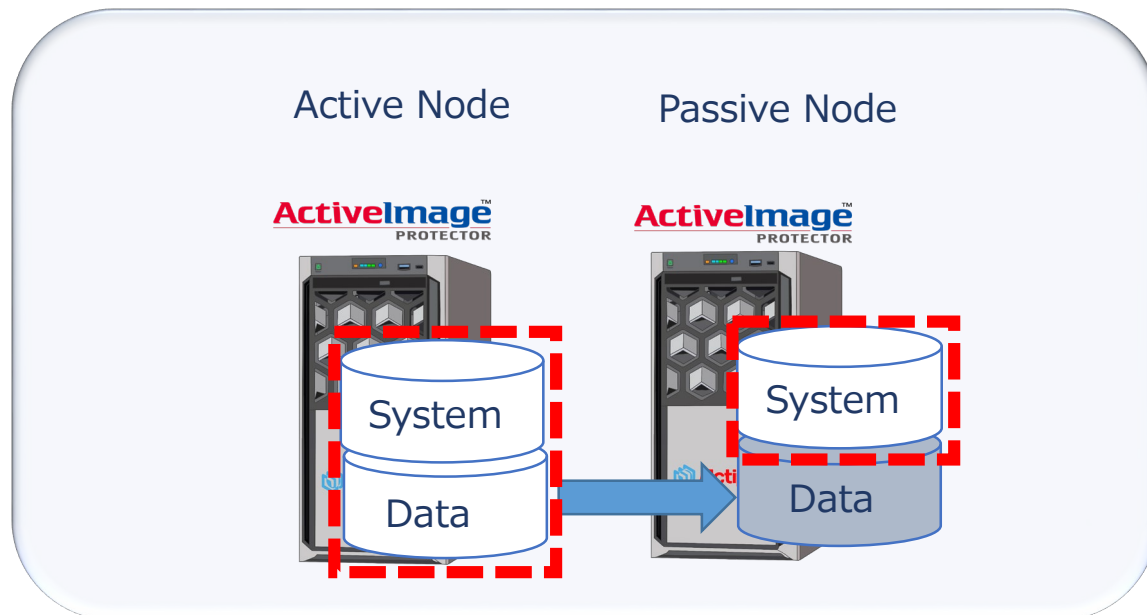 Active Node
Passive Node
ActiveImage™
PROTECTOR
ActiveImage™
PROTECTOR
System
Data
System
Data